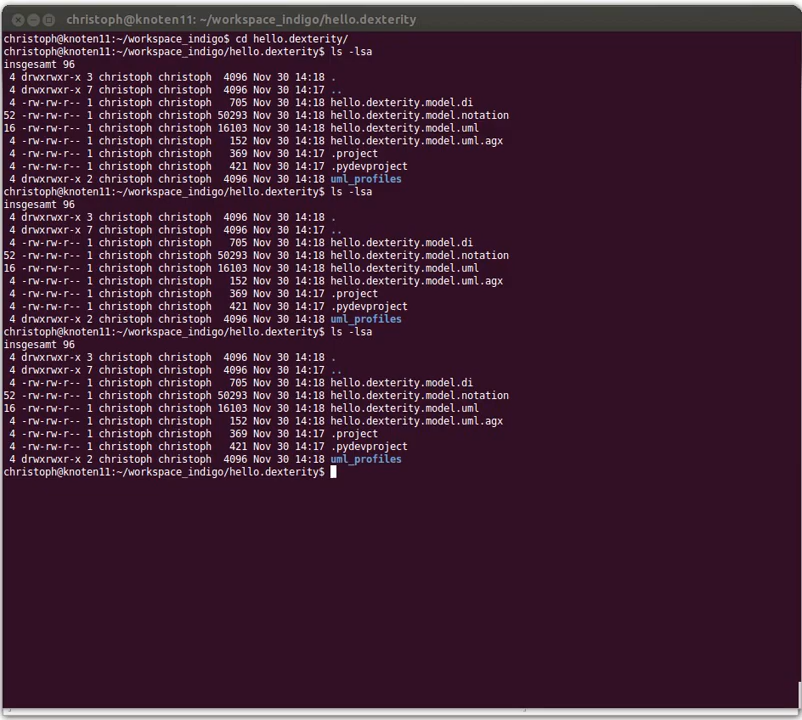 christoph@knoten11: ~/workspace_indigo/hello.dexterity
christoph@knoten11:~/workspace_indigo$ cd hello.dexterity/
christoph@knoten11:~/workspace_indigo/hello.dexterity$ ls -lsa
insgesamt 96
 4 drwxrwxr-x 3 christoph christoph  4096 Nov 30 14:18 .
 4 drwxrwxr-x 7 christoph christoph  4096 Nov 30 14:17 ..
 4 -rw-rw-r-- 1 christoph christoph   705 Nov 30 14:18 hello.dexterity.model.di
52 -rw-rw-r-- 1 christoph christoph 50293 Nov 30 14:18 hello.dexterity.model.notation
16 -rw-rw-r-- 1 christoph christoph 16103 Nov 30 14:18 hello.dexterity.model.uml
 4 -rw-rw-r-- 1 christoph christoph   152 Nov 30 14:18 hello.dexterity.model.uml.agx
 4 -rw-rw-r-- 1 christoph christoph   369 Nov 30 14:17 .project
 4 -rw-rw-r-- 1 christoph christoph   421 Nov 30 14:17 .pydevproject
 4 drwxrwxr-x 2 christoph christoph  4096 Nov 30 14:18 uml_profiles
christoph@knoten11:~/workspace_indigo/hello.dexterity$ ls -lsa
insgesamt 96
 4 drwxrwxr-x 3 christoph christoph  4096 Nov 30 14:18 .
 4 drwxrwxr-x 7 christoph christoph  4096 Nov 30 14:17 ..
 4 -rw-rw-r-- 1 christoph christoph   705 Nov 30 14:18 hello.dexterity.model.di
52 -rw-rw-r-- 1 christoph christoph 50293 Nov 30 14:18 hello.dexterity.model.notation
16 -rw-rw-r-- 1 christoph christoph 16103 Nov 30 14:18 hello.dexterity.model.uml
 4 -rw-rw-r-- 1 christoph christoph   152 Nov 30 14:18 hello.dexterity.model.uml.agx
 4 -rw-rw-r-- 1 christoph christoph   369 Nov 30 14:17 .project
 4 -rw-rw-r-- 1 christoph christoph   421 Nov 30 14:17 .pydevproject
 4 drwxrwxr-x 2 christoph christoph  4096 Nov 30 14:18 uml_profiles
christoph@knoten11:~/workspace_indigo/hello.dexterity$ ls -lsa
insgesamt 96
 4 drwxrwxr-x 3 christoph christoph  4096 Nov 30 14:18 .
 4 drwxrwxr-x 7 christoph christoph  4096 Nov 30 14:17 ..
 4 -rw-rw-r-- 1 christoph christoph   705 Nov 30 14:18 hello.dexterity.model.di
52 -rw-rw-r-- 1 christoph christoph 50293 Nov 30 14:18 hello.dexterity.model.notation
16 -rw-rw-r-- 1 christoph christoph 16103 Nov 30 14:18 hello.dexterity.model.uml
 4 -rw-rw-r-- 1 christoph christoph   152 Nov 30 14:18 hello.dexterity.model.uml.agx
 4 -rw-rw-r-- 1 christoph christoph   369 Nov 30 14:17 .project
 4 -rw-rw-r-- 1 christoph christoph   421 Nov 30 14:17 .pydevproject
 4 drwxrwxr-x 2 christoph christoph  4096 Nov 30 14:18 uml_profiles
christoph@knoten11:~/workspace_indigo/hello.dexterity$